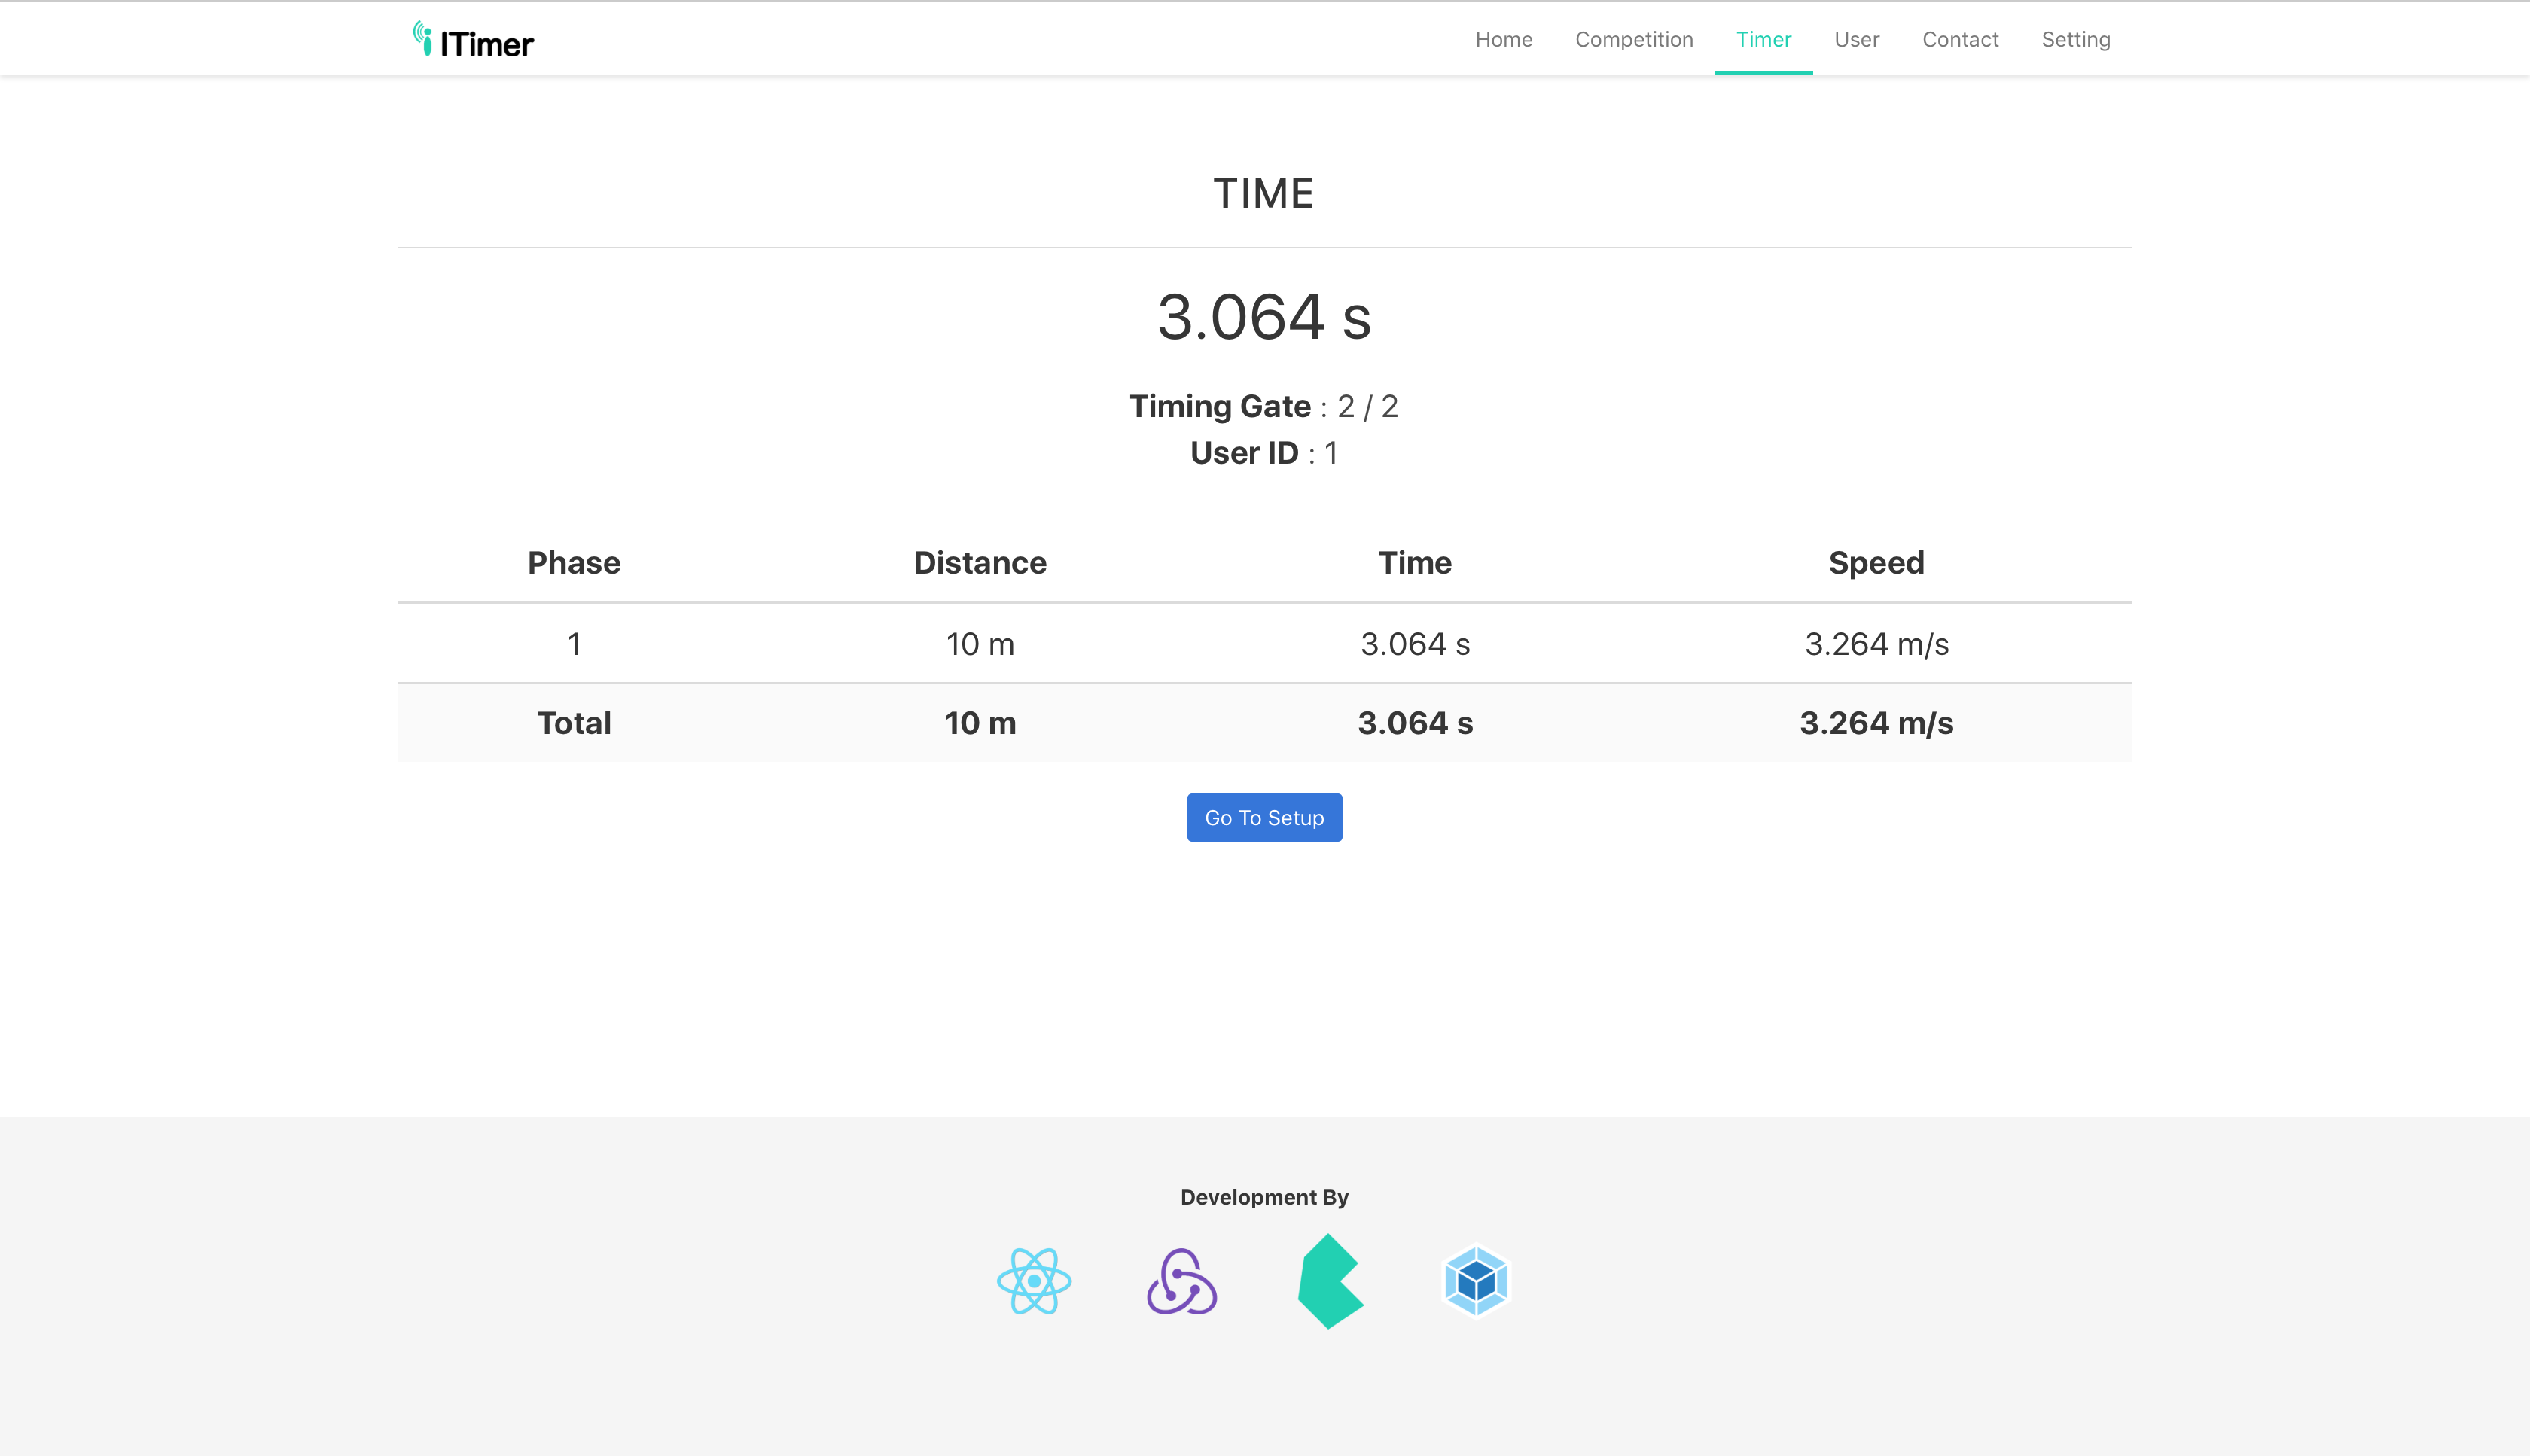 ITimer
Home Competition Timer User Contact Setting
TIME
3.064 s
Timing Gate : 2 / 2
User ID : 1
Phase Distance Time Speed
1 10 m 3.064 s 3.264 m/s
Total 10 m 3.064 s 3.264 m/s
Go To Setup
Development By